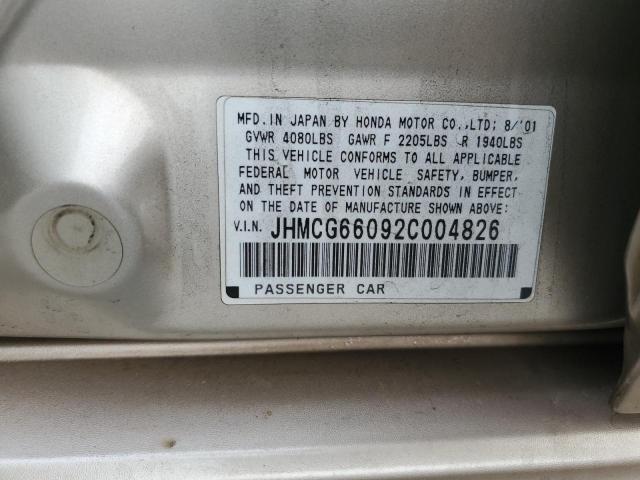 MFD.IN JAPAN BY HONDA MOTOR CO.,LTD; 8/'01
GVWR 4080LBS GAWR F 2205LBS R 1940LBS
THIS VEHICLE CONFORMS TO ALL APPLICABLE
FEDERAL MOTOR VEHICLE SAFETY, BUMPER,
AND THEFT PREVENTION STANDARDS IN EFFECT
ON THE DATE OF MANUFACTURE SHOWN ABOVE:
V.I.N. JHMCG66092C004826
PASSENGER CAR